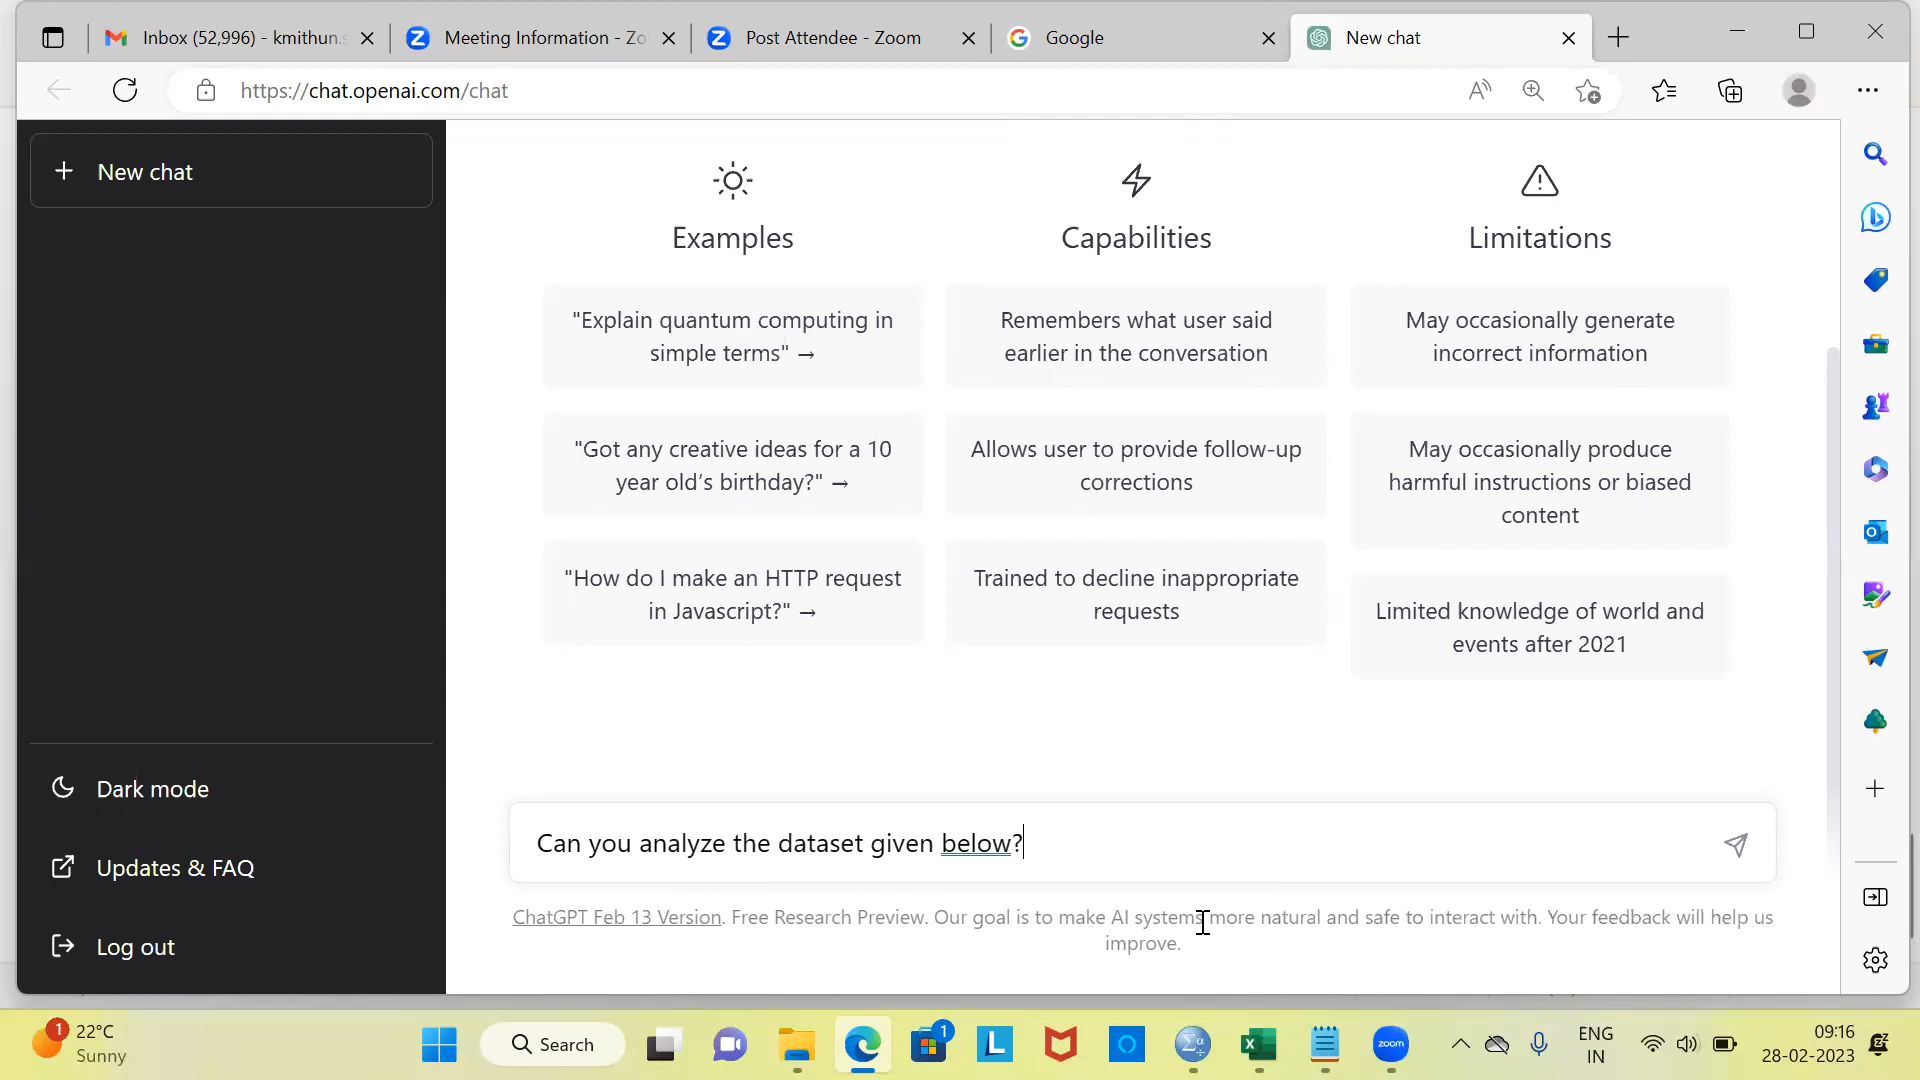 Inbox (52,996) - kmithun.s
Meeting Information - Zo
Post Attendee - Zoom
Google
New chat
https://chat.openai.com/chat
New chat
Examples
Capabilities
Limitations
"Explain quantum computing in
simple terms" →
Remembers what user said
earlier in the conversation
May occasionally generate
incorrect information
"Got any creative ideas for a 10
year old's birthday?" →
Allows user to provide follow-up
corrections
May occasionally produce
harmful instructions or biased
content
"How do I make an HTTP request
in Javascript?" →
Trained to decline inappropriate
requests
Limited knowledge of world and
events after 2021
Dark mode
Updates & FAQ
Log out
Can you analyze the dataset given below?
ChatGPT Feb 13 Version. Free Research Preview. Our goal is to make AI systems more natural and safe to interact with. Your feedback will help us
improve.
1
22°C
Sunny
Search
1
zoom
ENG
IN
09:16
28-02-2023